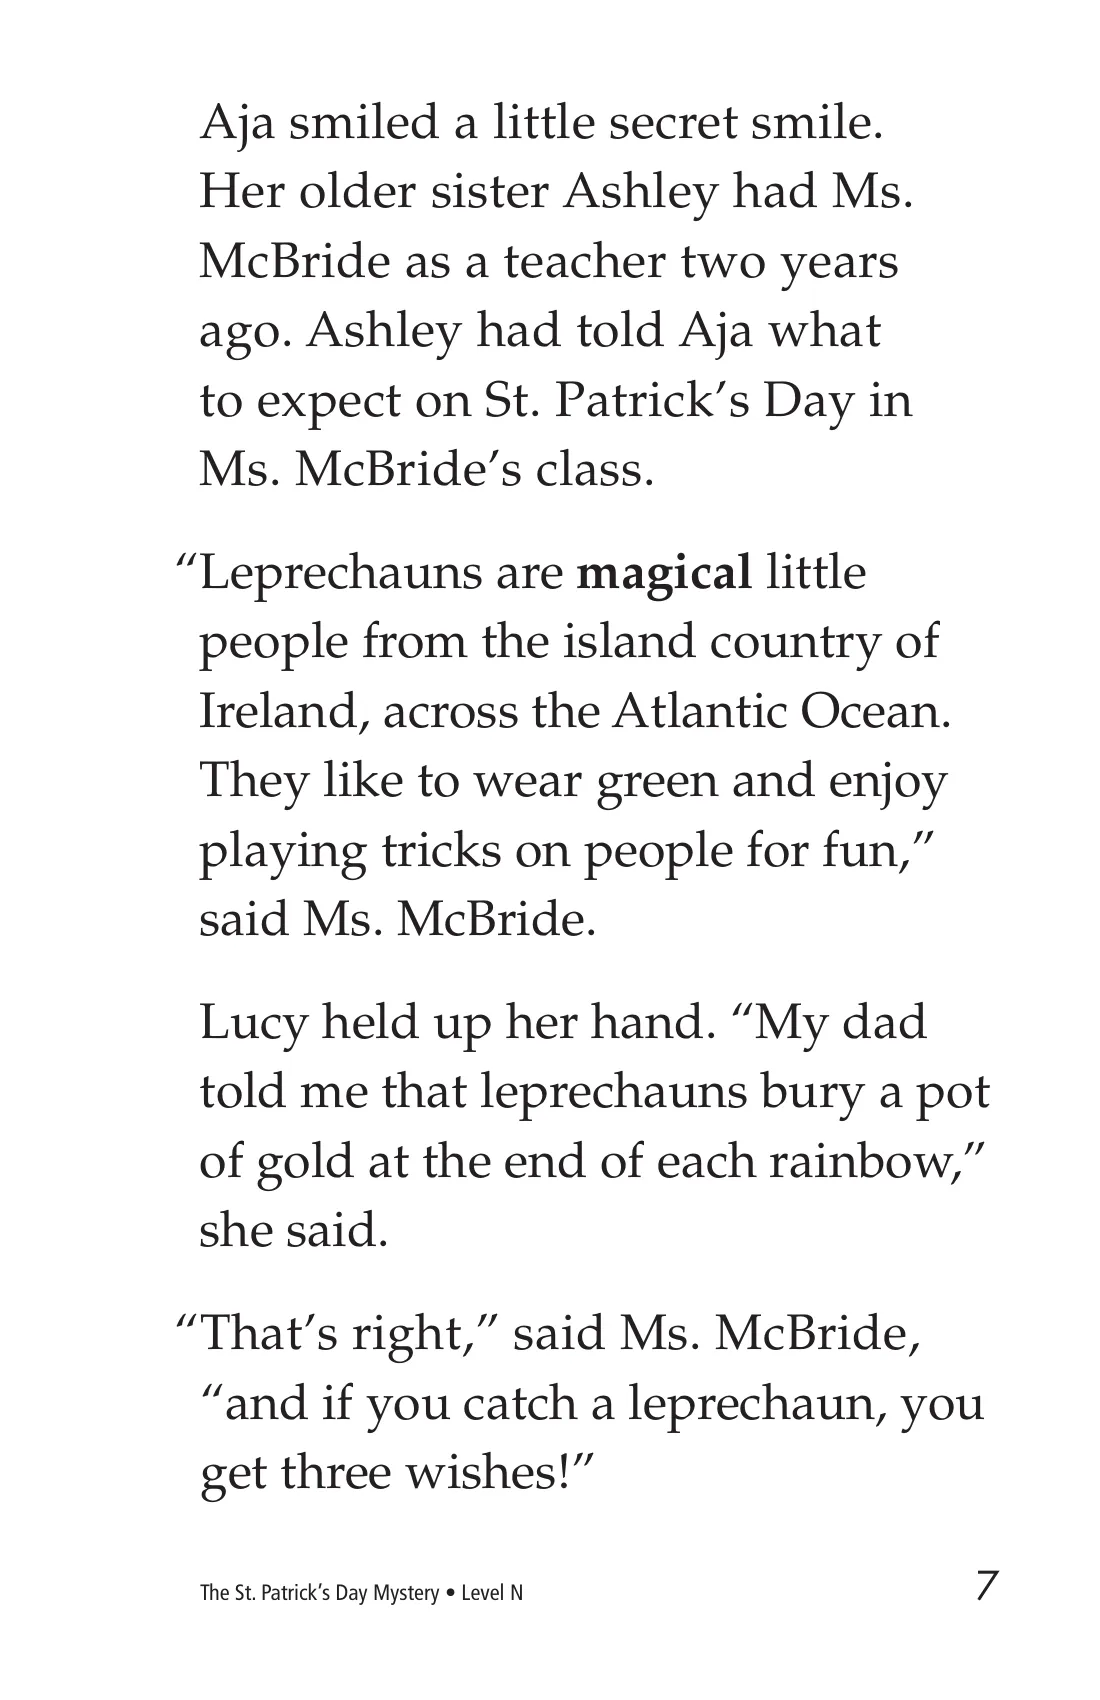 Aja smiled a little secret smile.
Her older sister Ashley had Ms.
McBride as a teacher two years
ago. Ashley had told Aja what
to expect on St. Patrick’s Day in
Ms. McBride’s class.
“Leprechauns are magical little
people from the island country of
Ireland, across the Atlantic Ocean.
They like to wear green and enjoy
playing tricks on people for fun,”
said Ms. McBride.
Lucy held up her hand. “My dad
told me that leprechauns bury a pot
of gold at the end of each rainbow,”
she said.
“That’s right,” said Ms. McBride,
“and if you catch a leprechaun, you
get three wishes!”
The St. Patrick’s Day Mystery • Level N 7